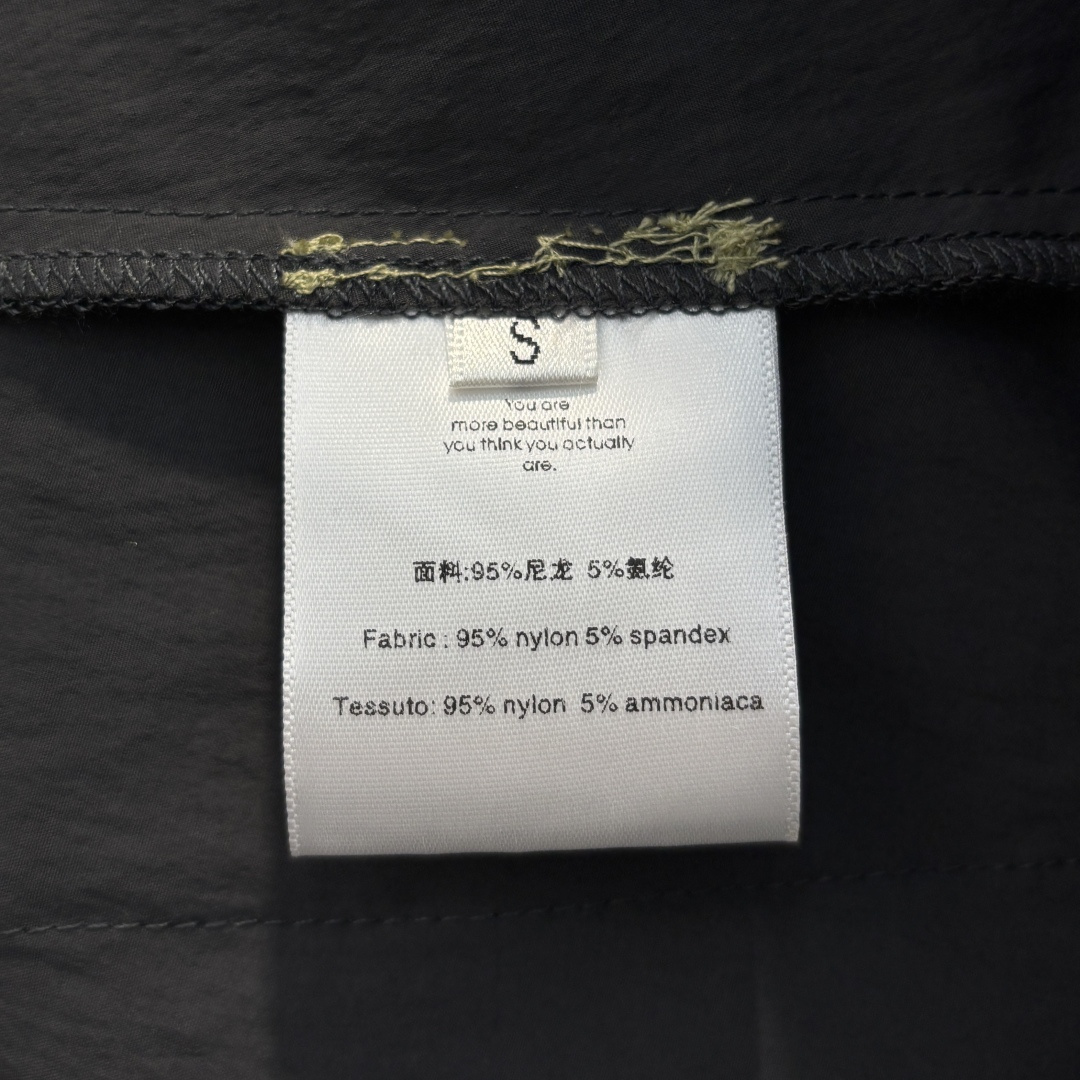 S
You are
more beautiful than
you think you actually
are.
面料:95%尼龙 5%氨纶
Fabric : 95% nylon 5% spandex
Tessuto: 95% nylon 5% ammoniaca